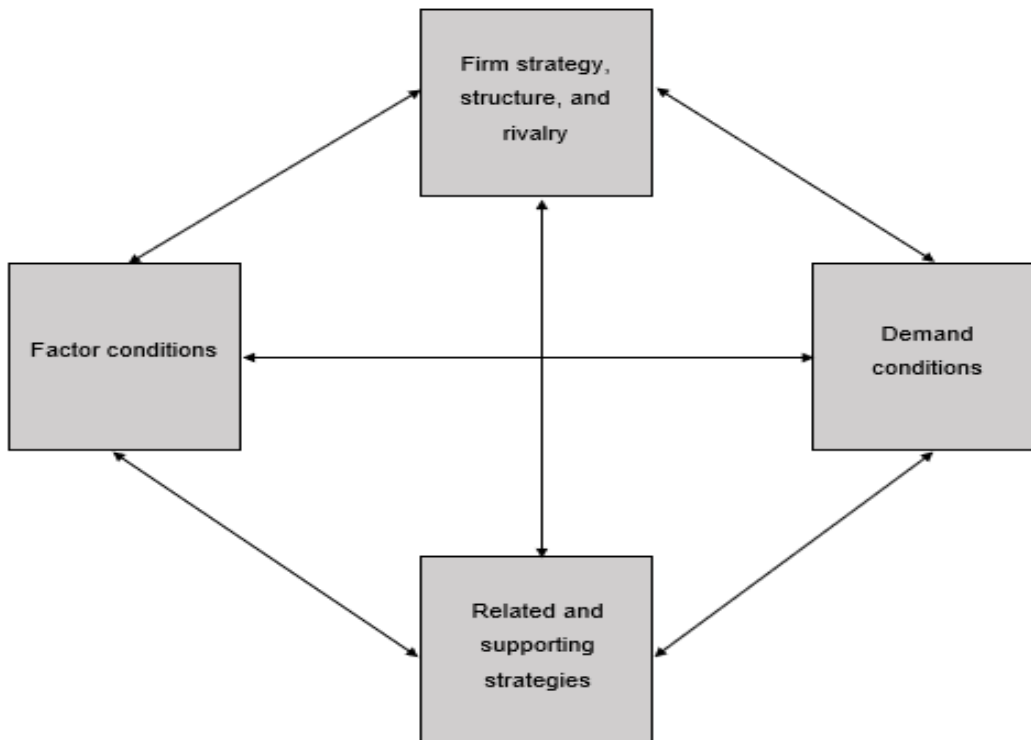 Firm strategy,
structure, and
rivalry
Factor conditions
Demand
conditions
Related and
supporting
strategies